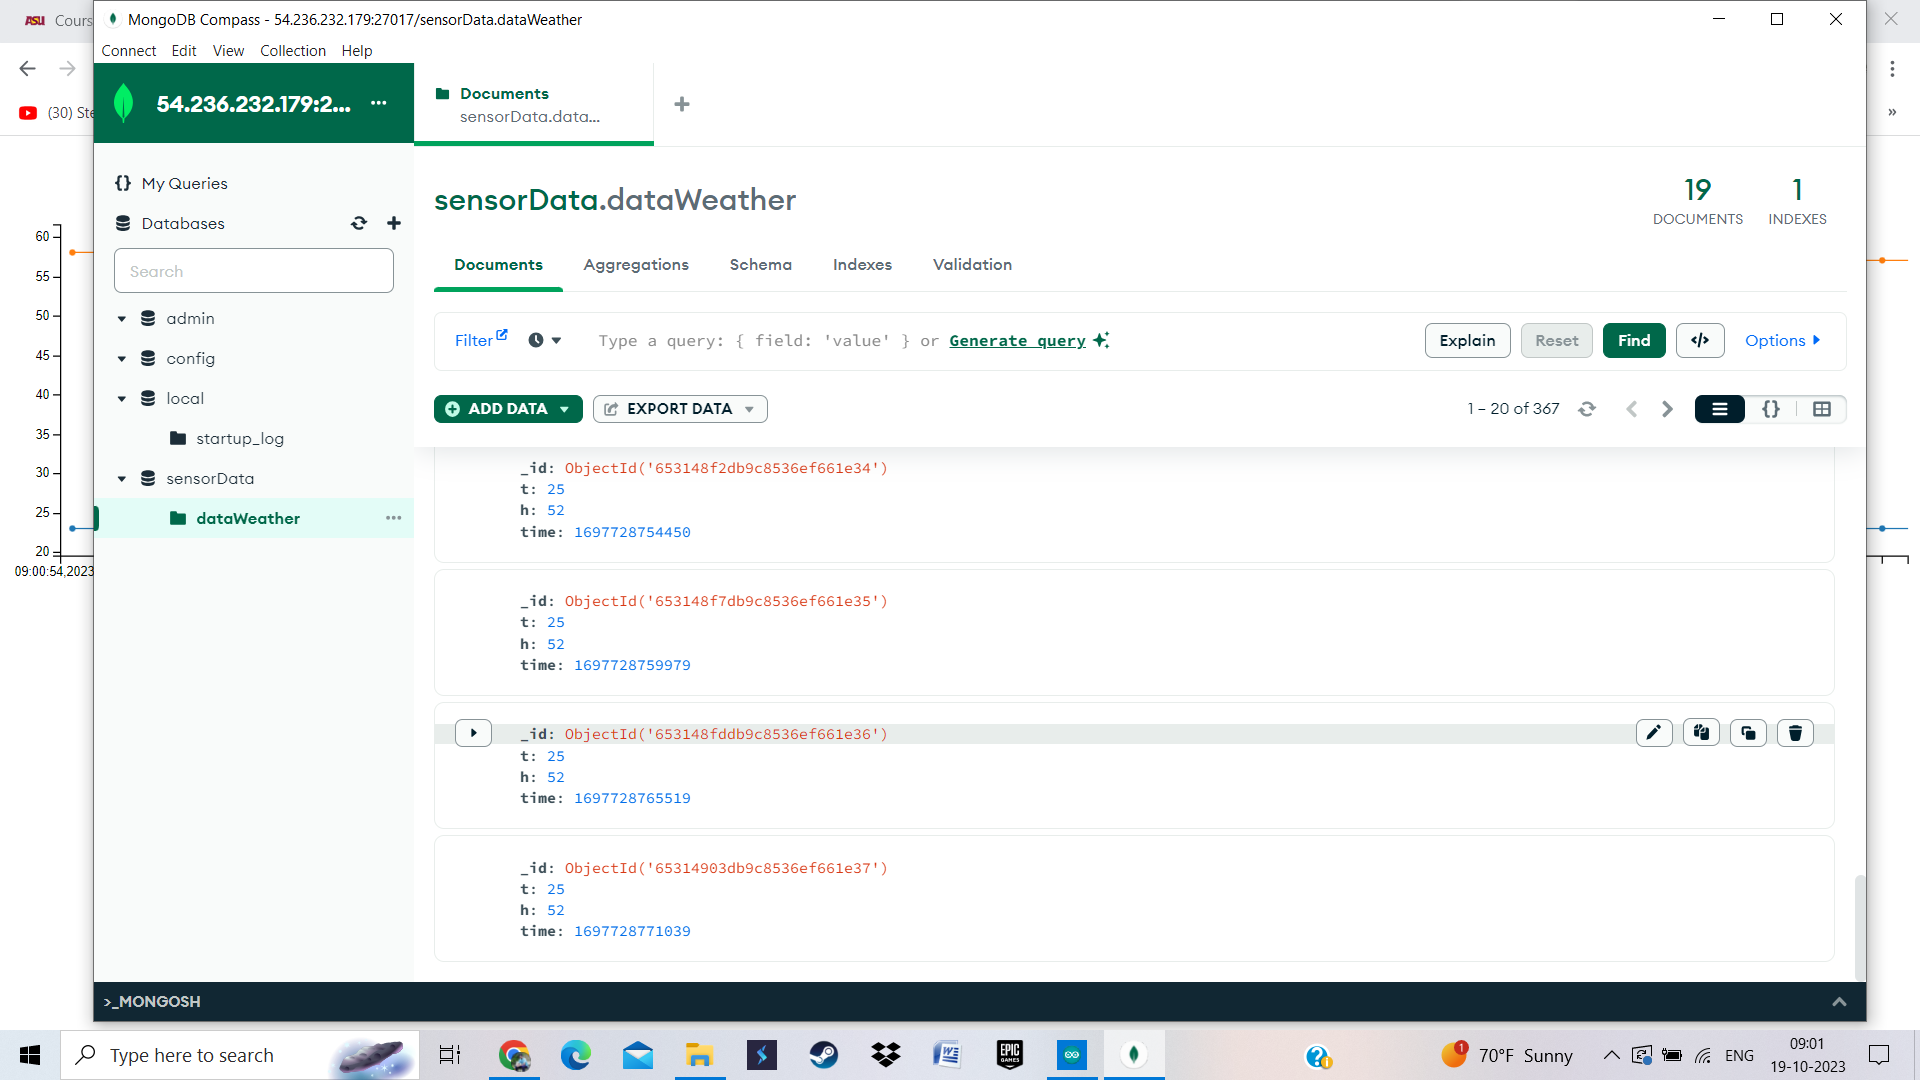 ASU Cours
MongoDB Compass - 54.236.232.179:27017/sensorData.dataWeather
Connect Edit View Collection Help
(30) Ste
54.236.232.179:2...
Documents
sensorData.data...
My Queries
Databases
Search
admin
config
local
startup_log
sensorData
dataWeather
sensorData.dataWeather
19
DOCUMENTS
1
INDEXES
Documents Aggregations Schema Indexes Validation
Filter
Type a query: { field: 'value' } or Generate query
Explain Reset Find </> Options
ADD DATA EXPORT DATA
1 – 20 of 367
_id: ObjectId('653148f2db9c8536ef661e34')
t: 25
h: 52
time: 1697728754450
_id: ObjectId('653148f7db9c8536ef661e35')
t: 25
h: 52
time: 1697728759979
_id: ObjectId('653148fddb9c8536ef661e36')
t: 25
h: 52
time: 1697728765519
_id: ObjectId('65314903db9c8536ef661e37')
t: 25
h: 52
time: 1697728771039
60
55
50
45
40
35
30
25
20
09:00:54,2023
>_MONGOSH
Type here to search
EPIC GAMES
1
70°F Sunny
ENG
09:01
19-10-2023